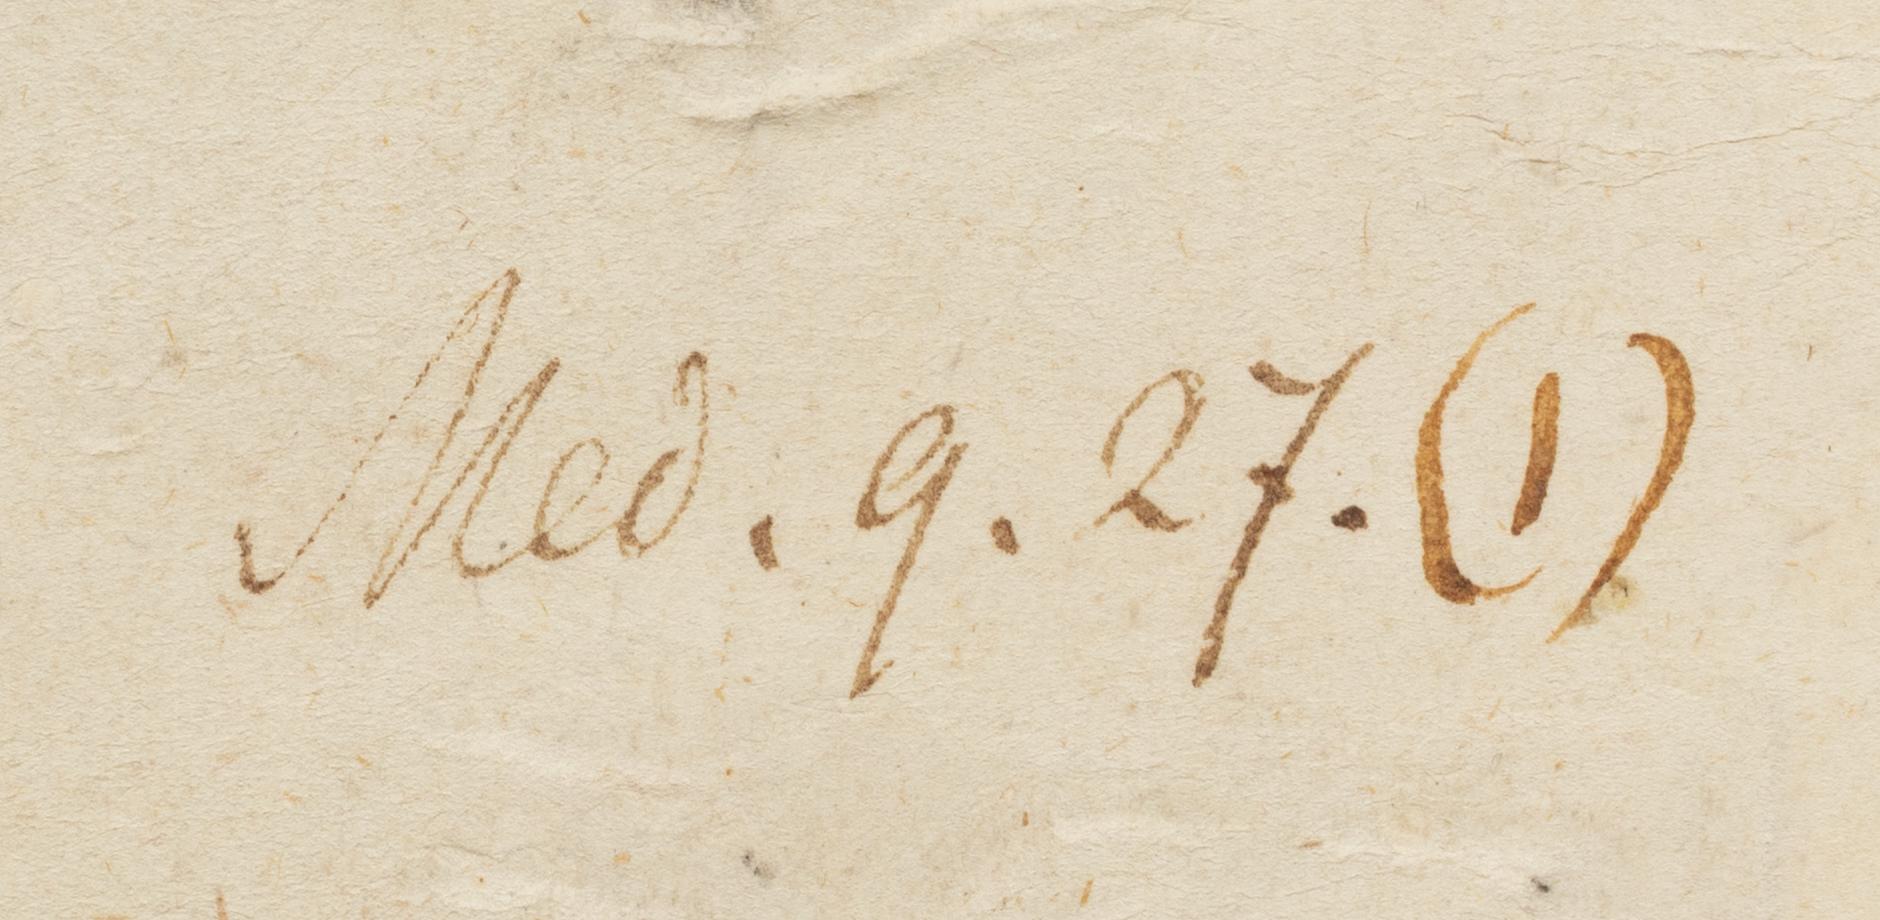 Med. q. 27. (1)